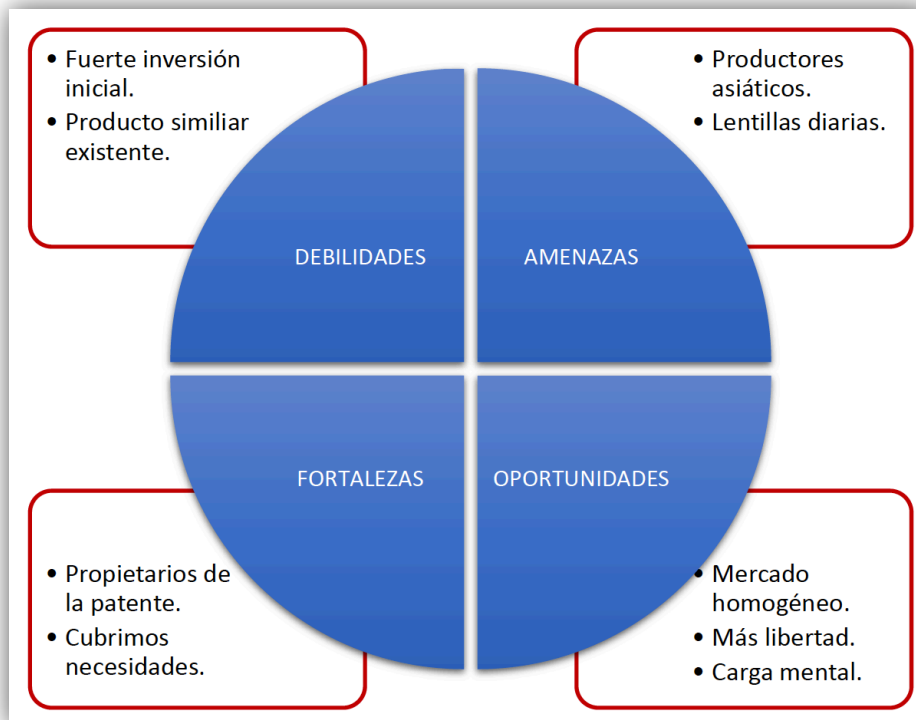 • Fuerte inversión
inicial.
• Producto similiar
existente.
• Productores
asiáticos.
• Lentillas diarias.
DEBILIDADES
AMENAZAS
FORTALEZAS
OPORTUNIDADES
• Propietarios de
la patente.
• Cubrimos
necesidades.
• Mercado
homogéneo.
• Más libertad.
• Carga mental.